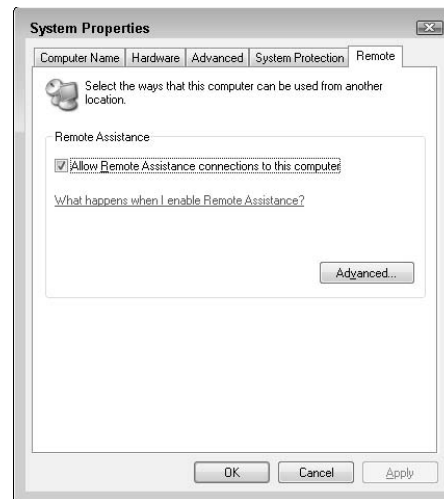 System Properties
Computer Name Hardware Advanced System Protection Remote
Select the ways that this computer can be used from another
location.
Remote Assistance
Allow Remote Assistance connections to this computer
What happens when I enable Remote Assistance?
Advanced...
OK Cancel Apply